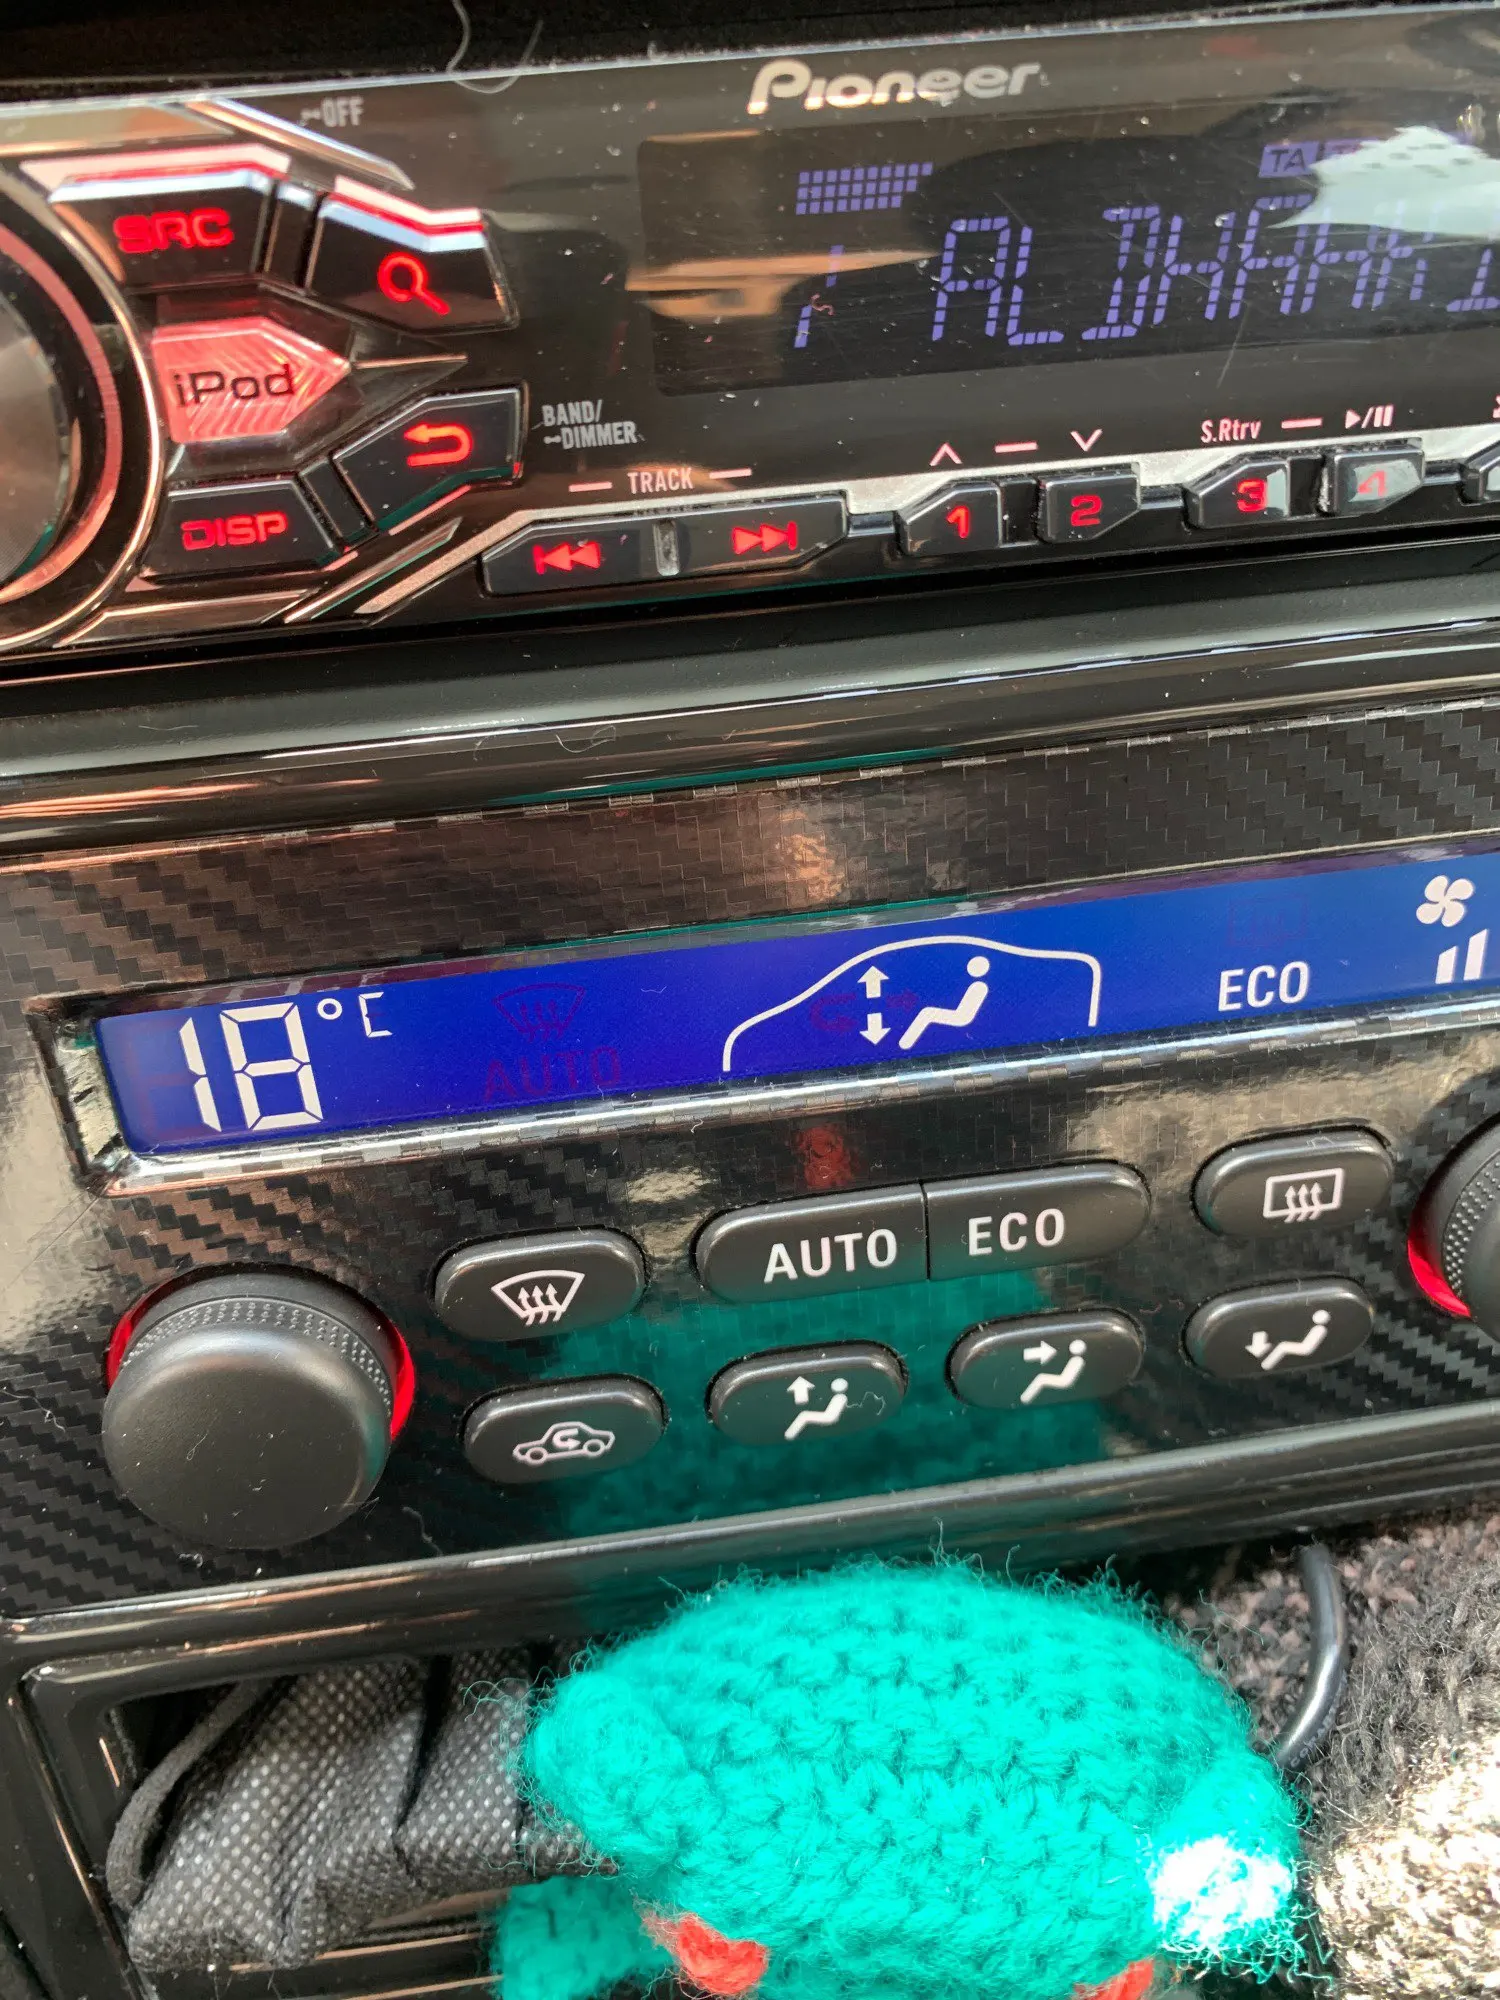 Pioneer
OFF
SRC
TA
iPod
BAND/
DIMMER
TRACK
S.Rtrv
DISP
1 2 3 4
18°C
AUTO
ECO
AUTO ECO